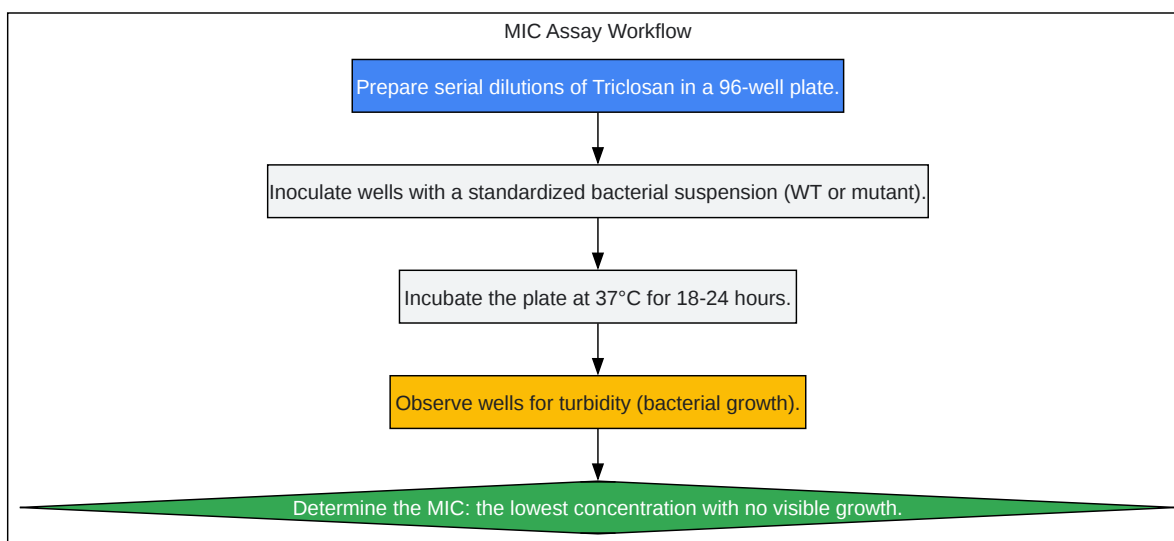 MIC Assay Workflow
Prepare serial dilutions of Triclosan in a 96-well plate.
Inoculate wells with a standardized bacterial suspension (WT or mutant).
Incubate the plate at 37°C for 18-24 hours.
Observe wells for turbidity (bacterial growth).
Determine the MIC: the lowest concentration with no visible growth.